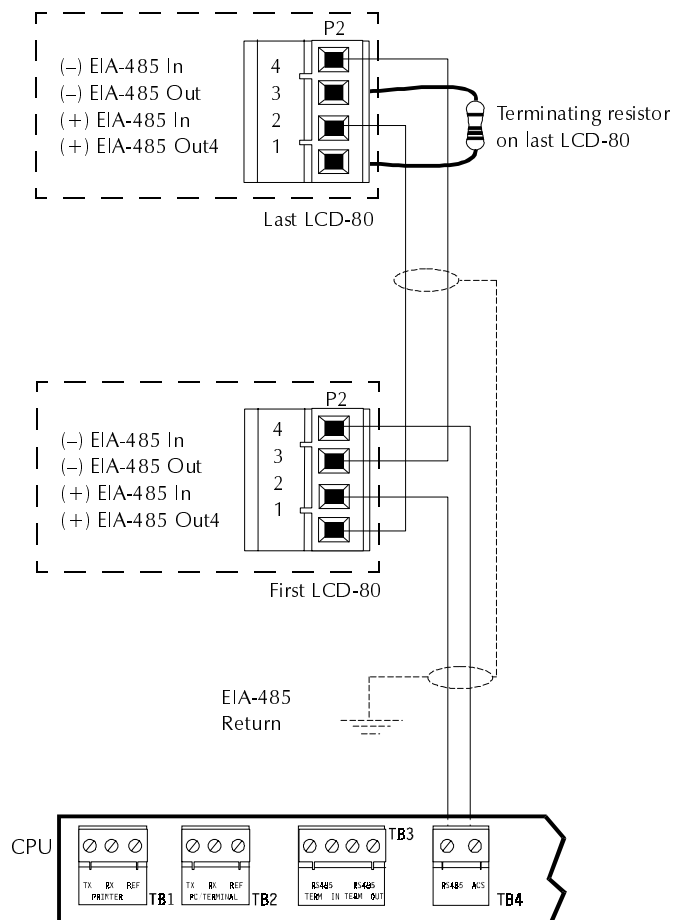 P2
(–) EIA-485 In
(–) EIA-485 Out
(+) EIA-485 In
(+) EIA-485 Out4
4
3
2
1
Terminating resistor
on last LCD-80
Last LCD-80
P2
(–) EIA-485 In
(–) EIA-485 Out
(+) EIA-485 In
(+) EIA-485 Out4
4
3
2
1
First LCD-80
EIA-485
Return
CPU
TX RX REF
PRINTER
TB1
TX RX REF
PC/TERMINAL
TB2
TB3
RS485 RS485
TERM IN TERM OUT
RS485 ACS
TB4